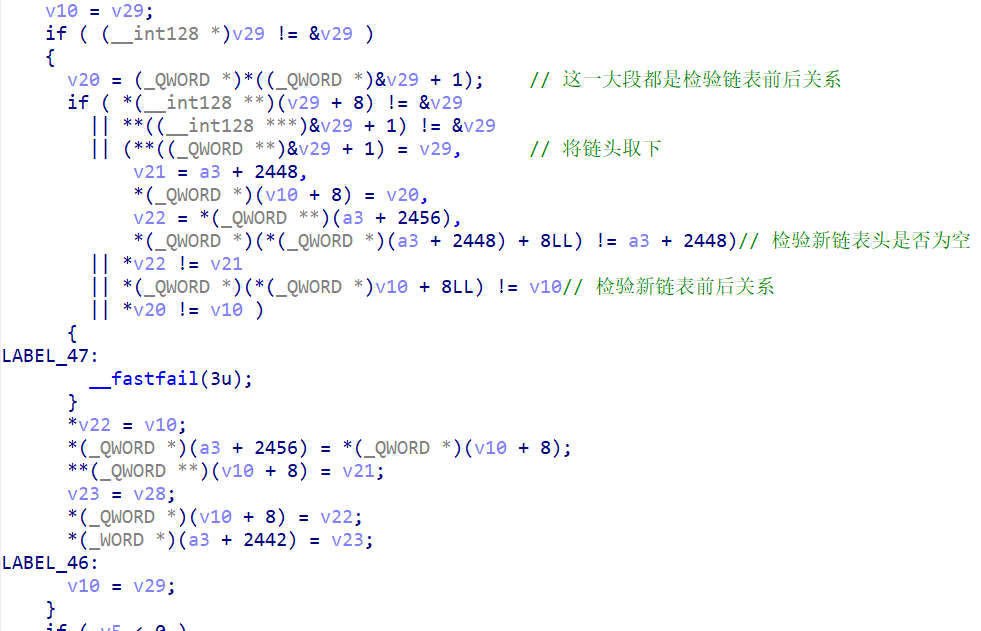 v10 = v29;
if ( (__int128 *)v29 != &v29 )
{
v20 = (_QWORD *)*((_QWORD *)&v29 + 1);    // 这一大段都是检验链表前后关系
if ( *(__int128 **)(v29 + 8) != &v29
|| **((__int128 ***)&v29 + 1) != &v29
|| (**((_QWORD **)&v29 + 1) = v29,      // 将链头取下
v21 = a3 + 2448,
*(_QWORD *)(v10 + 8) = v20,
v22 = *(_QWORD **)(a3 + 2456),
*(_QWORD *)(*(_QWORD *)(a3 + 2448) + 8LL) != a3 + 2448)// 检验新链表头是否为空
|| *v22 != v21
|| *(_QWORD *)(*(_QWORD *)v10 + 8LL) != v10// 检验新链表前后关系
|| *v20 != v10 )
{
LABEL_47:
__fastfail(3u);
}
*v22 = v10;
*(_QWORD *)(a3 + 2456) = *(_QWORD *)(v10 + 8);
**(_QWORD **)(v10 + 8) = v21;
v23 = v28;
*(_QWORD *)(v10 + 8) = v22;
*(_WORD *)(a3 + 2442) = v23;
LABEL_46:
v10 = v29;
}
if ( v5 < 0 )